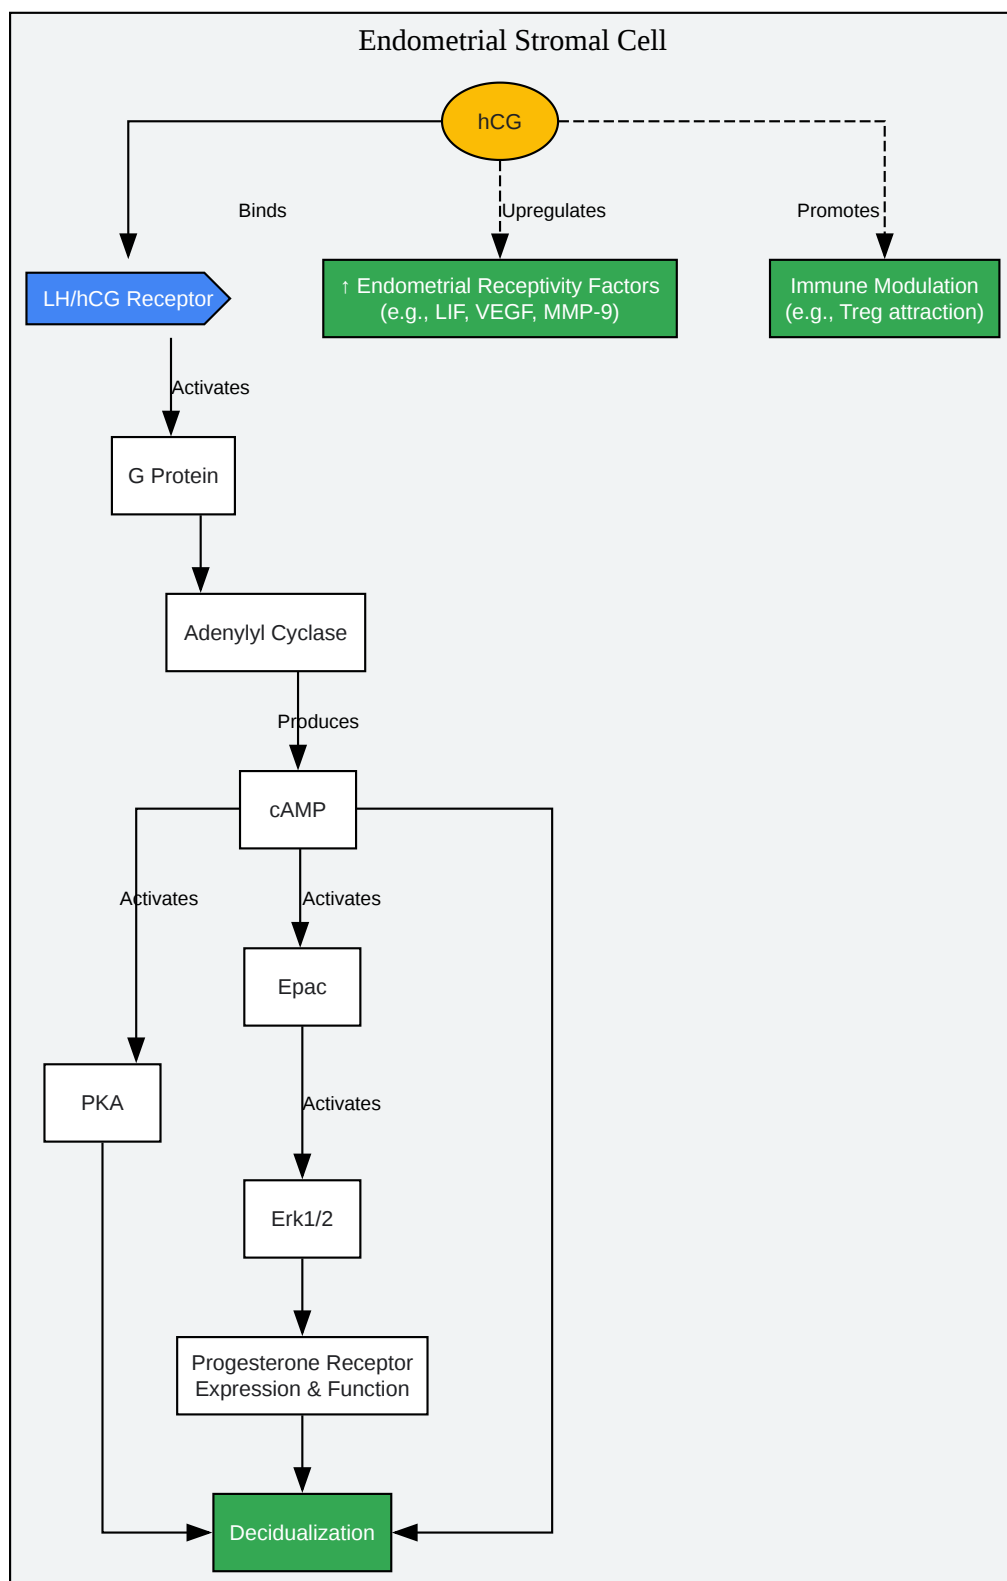 Endometrial Stromal Cell
hCG
Binds
Upregulates
Promotes
LH/hCG Receptor
↑ Endometrial Receptivity Factors
(e.g., LIF, VEGF, MMP-9)
Immune Modulation
(e.g., Treg attraction)
Activates
G Protein
Adenylyl Cyclase
Produces
cAMP
Activates
Activates
Epac
PKA
Activates
Erk1/2
Progesterone Receptor
Expression & Function
Decidualization